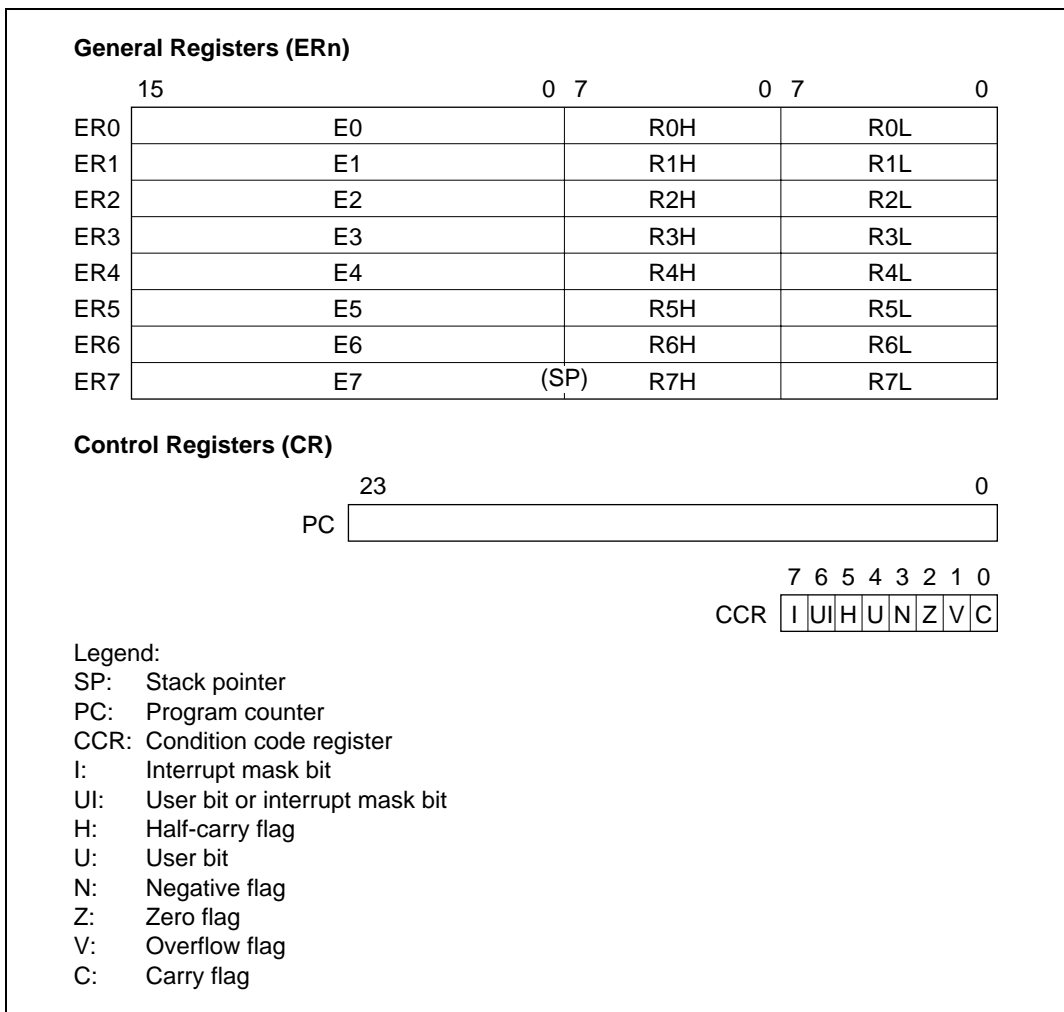 General Registers (ERn)
15 0 7 0 7 0
ER0 E0 R0H R0L
ER1 E1 R1H R1L
ER2 E2 R2H R2L
ER3 E3 R3H R3L
ER4 E4 R4H R4L
ER5 E5 R5H R5L
ER6 E6 R6H R6L
ER7 E7 (SP) R7H R7L
Control Registers (CR)
23 0
PC
7 6 5 4 3 2 1 0
CCR I UI H U N Z V C
Legend:
SP: Stack pointer
PC: Program counter
CCR: Condition code register
I: Interrupt mask bit
UI: User bit or interrupt mask bit
H: Half-carry flag
U: User bit
N: Negative flag
Z: Zero flag
V: Overflow flag
C: Carry flag